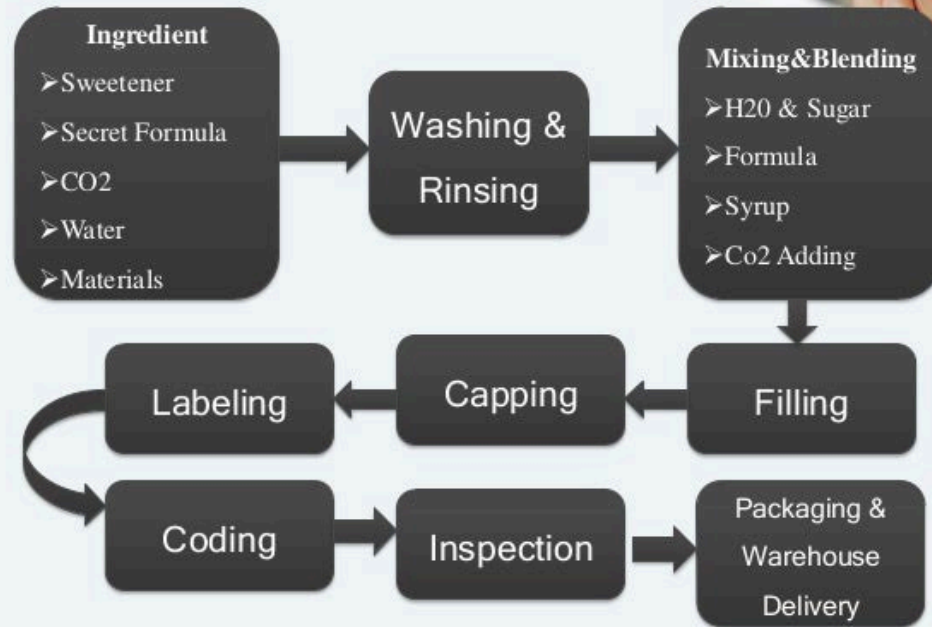 Ingredient
➢Sweetener
➢Secret Formula
➢CO2
➢Water
➢Materials
Washing &
Rinsing
Mixing&Blending
➢H20 & Sugar
➢Formula
➢Syrup
➢Co2 Adding
Filling
Capping
Labeling
Coding
Inspection
Packaging &
Warehouse
Delivery